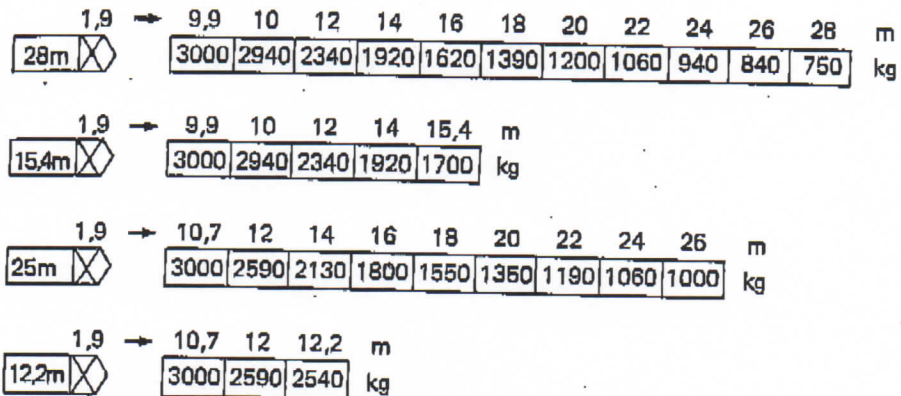 1,9 → 9,9 10 12 14 16 18 20 22 24 26 28 m
28m 3000 2940 2340 1920 1620 1390 1200 1060 940 840 750 kg
1,9 → 9,9 10 12 14 15,4 m
15,4m 3000 2940 2340 1920 1700 kg
1,9 → 10,7 12 14 16 18 20 22 24 26 m
25m 3000 2590 2130 1800 1550 1350 1190 1060 1000 kg
1,9 → 10,7 12 12,2 m
12,2m 3000 2590 2540 kg